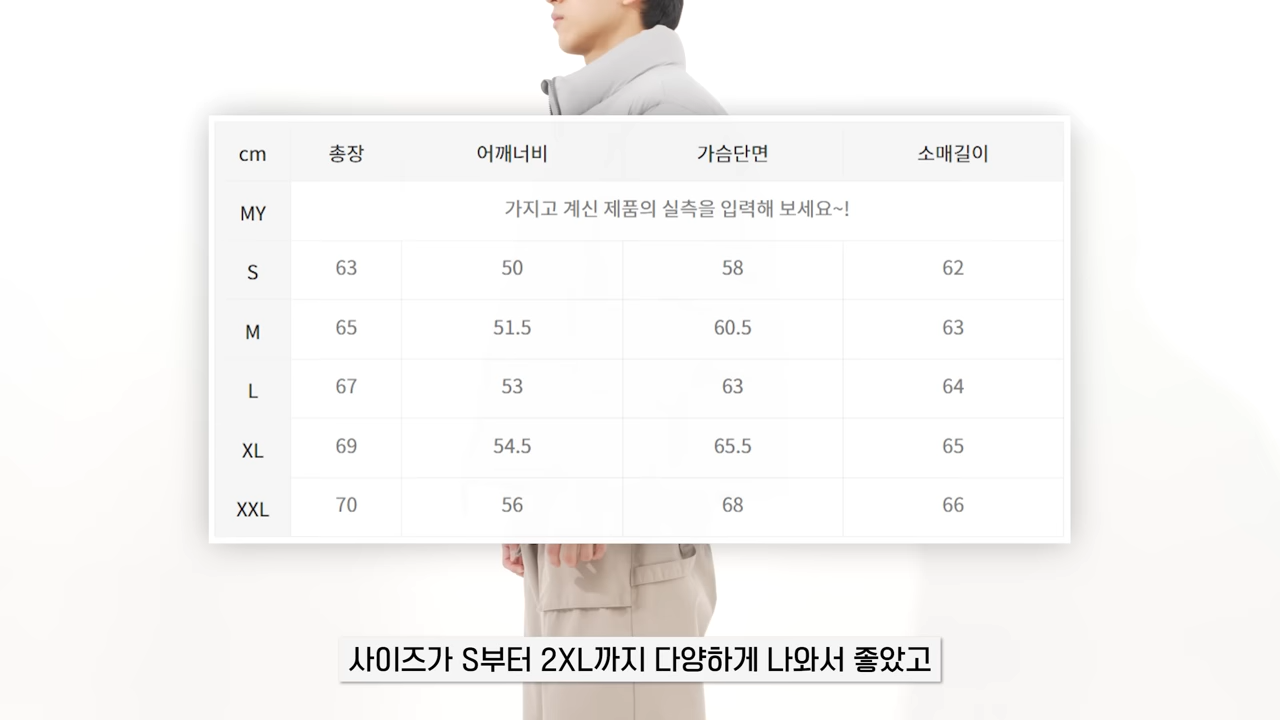 cm 총장 어깨너비 가슴단면 소매길이
MY 가지고 계신 제품의 실측을 입력해 보세요~!
S 63 50 58 62
M 65 51.5 60.5 63
L 67 53 63 64
XL 69 54.5 65.5 65
XXL 70 56 68 66
사이즈가 S부터 2XL까지 다양하게 나와서 좋았고